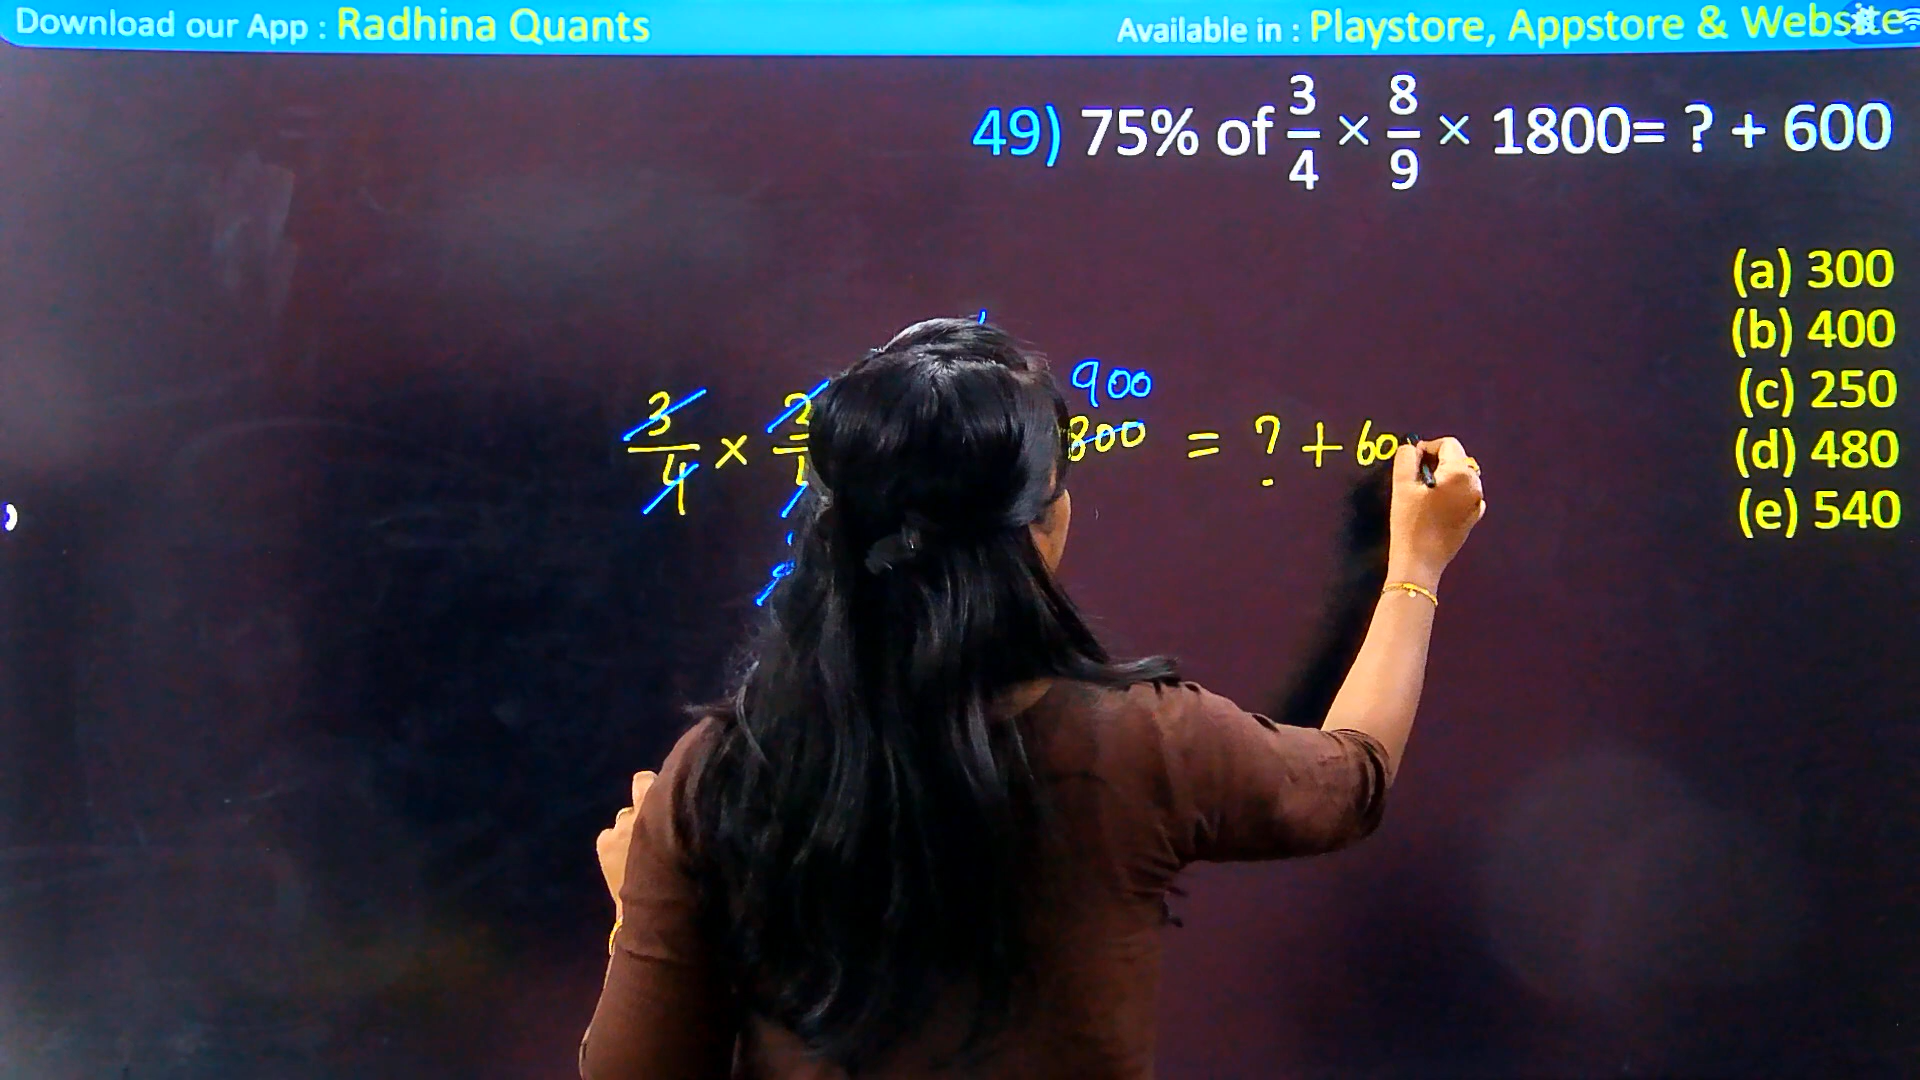 Download our App : Radhina Quants
Available in : Playstore, Appstore & Website
49) 75% of 3/4 × 8/9 × 1800= ? + 600
(a) 300
(b) 400
(c) 250
(d) 480
(e) 540
900
3/4 × 2 800 = ? + 60